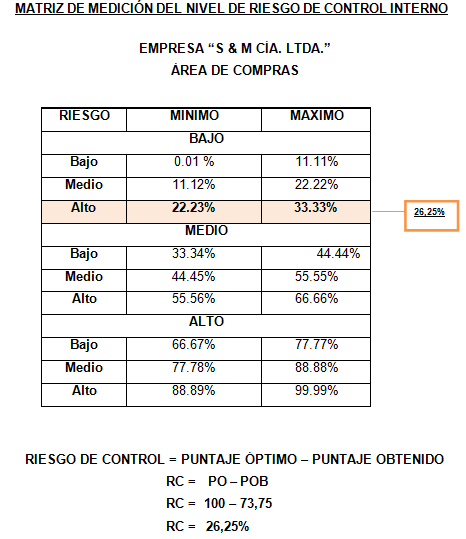 MATRIZ DE MEDICIÓN DEL NIVEL DE RIESGO DE CONTROL INTERNO
EMPRESA “S & M CÍA. LTDA.”
ÁREA DE COMPRAS
RIESGO MINIMO MAXIMO
BAJO
Bajo 0.01 % 11.11%
Medio 11.12% 22.22%
Alto 22.23% 33.33% 26,25%
MEDIO
Bajo 33.34% 44.44%
Medio 44.45% 55.55%
Alto 55.56% 66.66%
ALTO
Bajo 66.67% 77.77%
Medio 77.78% 88.88%
Alto 88.89% 99.99%
RIESGO DE CONTROL = PUNTAJE ÓPTIMO – PUNTAJE OBTENIDO
RC = PO – POB
RC = 100 – 73,75
RC = 26,25%